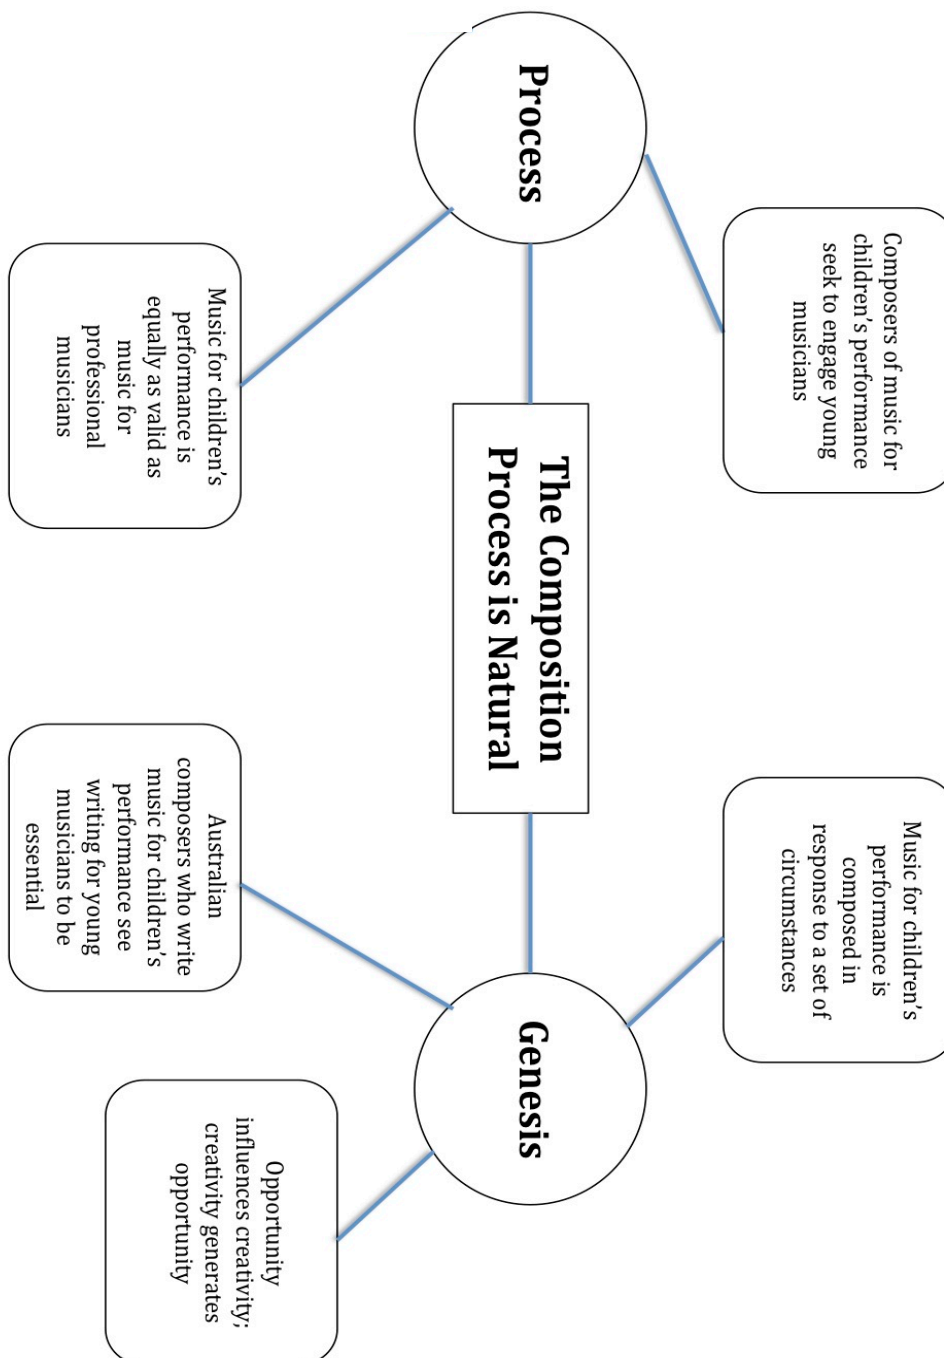 Composers of music for
children's performance
seek to engage young
musicians
Music for children's
performance is
composed in
response to a set of
circumstances
Process
The Composition
Process is Natural
Genesis
Music for children's
performance is
equally as valid as
music for
professional
musicians
Australian
composers who write
music for children's
performance see
writing for young
musicians to be
essential
Opportunity
influences creativity;
creativity generates
opportunity